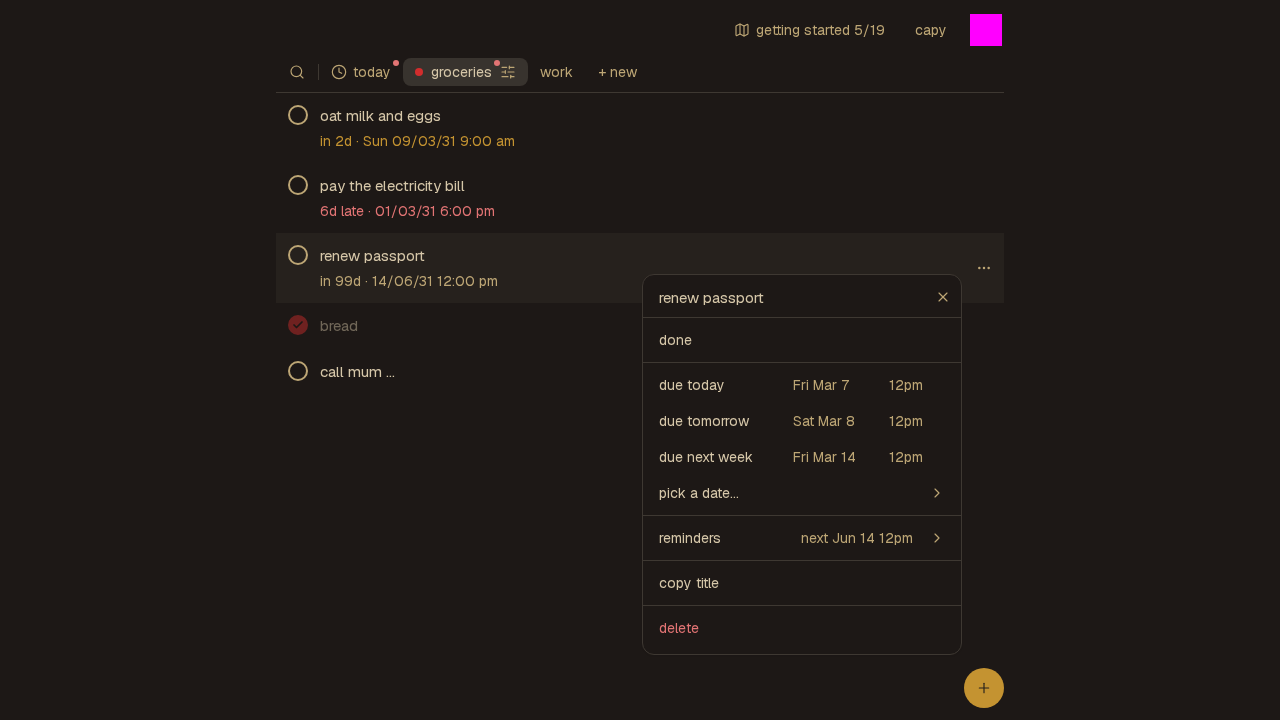 getting started 5/19
capy
today
groceries
work
+ new
oat milk and eggs
in 2d · Sun 09/03/31 9:00 am
pay the electricity bill
6d late · 01/03/31 6:00 pm
renew passport
in 99d · 14/06/31 12:00 pm
bread
call mum ...
renew passport
done
due today Fri Mar 7 12pm
due tomorrow Sat Mar 8 12pm
due next week Fri Mar 14 12pm
pick a date...
reminders next Jun 14 12pm
copy title
delete